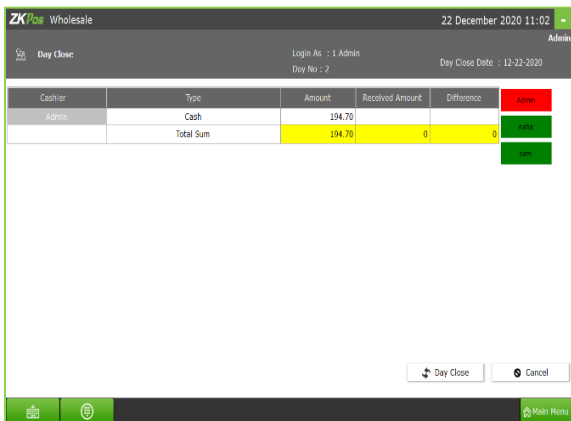 ZKPos Wholesale 22 December 2020 11:02
Admin
Day Close Login As : 1 Admin Day Close Date : 12-22-2020
Day No : 2
Cashier Type Amount Received Amount Difference Admin
Admin Cash 194.70
Total Sum 194.70 0 0 Asha
sam
Day Close Cancel
Main Menu